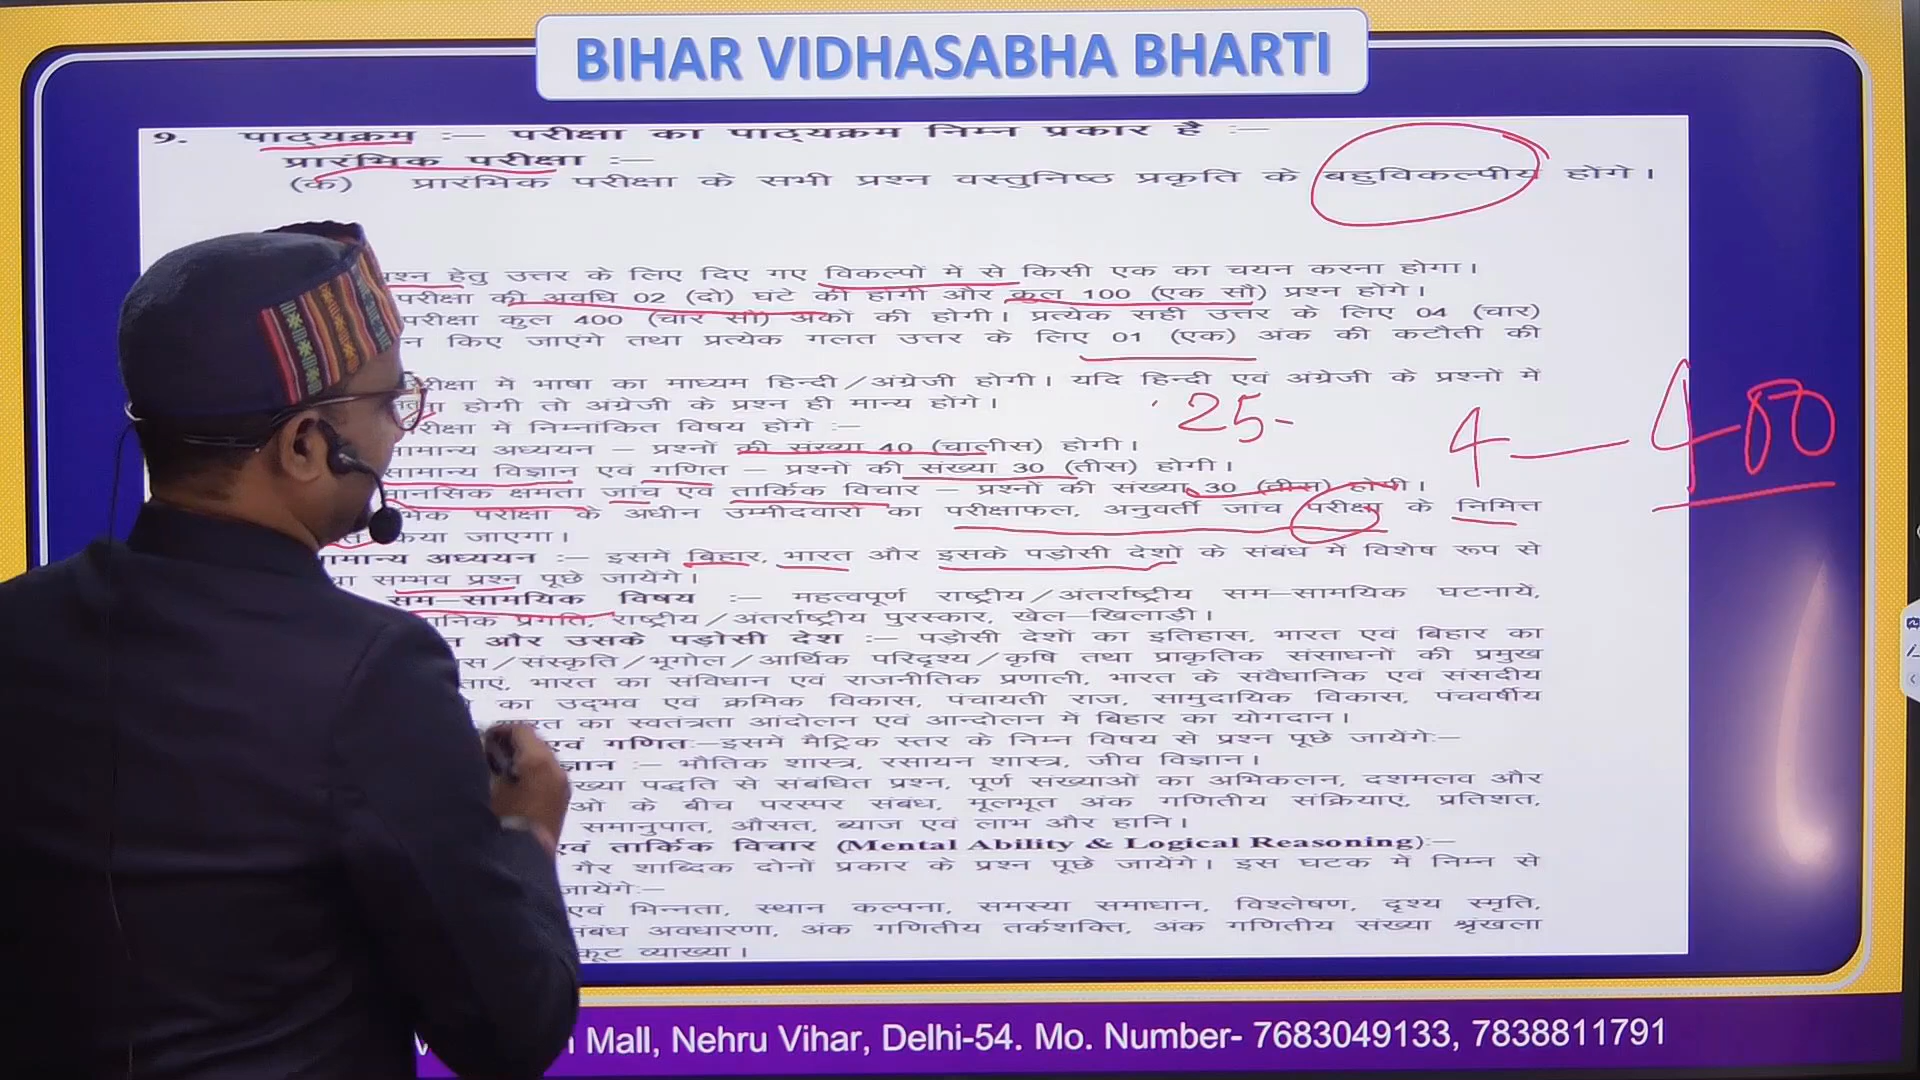 BIHAR VIDHASABHA BHARTI
9. पाठ्यक्रम :— परीक्षा का पाठ्यक्रम निम्न प्रकार है :—
प्रारंभिक परीक्षा :—
(क) प्रारंभिक परीक्षा के सभी प्रश्न वस्तुनिष्ठ प्रकृति के बहुविकल्पीय होंगे।
प्रश्न हेतु उत्तर के लिए दिए गए विकल्पों में से किसी एक का चयन करना होगा।
परीक्षा की अवधि 02 (दो) घंटे की होगी और कुल 100 (एक सौ) प्रश्न होंगे।
परीक्षा कुल 400 (चार सौ) अंकों की होगी। प्रत्येक सही उत्तर के लिए 04 (चार)
न किए जाएंगे तथा प्रत्येक गलत उत्तर के लिए 01 (एक) अंक की कटौती की
परीक्षा में भाषा का माध्यम हिन्दी/अंग्रेजी होगी। यदि हिन्दी एवं अंग्रेजी के प्रश्नों में
होगी तो अंग्रेजी के प्रश्न ही मान्य होंगे।
25-
4 — 400
परीक्षा में निम्नांकित विषय होंगे :—
सामान्य अध्ययन – प्रश्नों की संख्या 40 (चालीस) होगी।
सामान्य विज्ञान एवं गणित – प्रश्नों की संख्या 30 (तीस) होगी।
मानसिक क्षमता जांच एवं तार्किक विचार – प्रश्नों की संख्या 30 (तीस) होगी।
परीक्षा के अधीन उम्मीदवारों का परीक्षाफल, अनुवर्ती जांच परीक्षा के निमित्त
किया जाएगा।
सामान्य अध्ययन :– इसमें बिहार, भारत और इसके पड़ोसी देशों के संबंध में विशेष रूप से
सम्भव प्रश्न पूछे जायेंगे।
सम–सामयिक विषय :– महत्वपूर्ण राष्ट्रीय/अंतर्राष्ट्रीय सम–सामयिक घटनायें,
प्रगति, राष्ट्रीय/अंतर्राष्ट्रीय पुरस्कार, खेल–खिलाड़ी।
और उसके पड़ोसी देश :– पड़ोसी देशों का इतिहास, भारत एवं बिहार का
/संस्कृति/भूगोल/आर्थिक परिदृश्य/कृषि तथा प्राकृतिक संसाधनों की प्रमुख
भारत का संविधान एवं राजनीतिक प्रणाली, भारत के संवैधानिक एवं संसदीय
का उद्भव एवं क्रमिक विकास, पंचायती राज, सामुदायिक विकास, पंचवर्षीय
भारत का स्वतंत्रता आंदोलन एवं आन्दोलन में बिहार का योगदान।
एवं गणित:–इसमें मैट्रिक स्तर के निम्न विषय से प्रश्न पूछे जायेंगे:–
:– भौतिक शास्त्र, रसायन शास्त्र, जीव विज्ञान।
पद्धति से संबंधित प्रश्न, पूर्ण संख्याओं का अभिकलन, दशमलव और
के बीच परस्पर संबंध, मूलभूत अंक गणितीय संक्रियाएं, प्रतिशत,
समानुपात, औसत, ब्याज एवं लाभ और हानि।
एवं तार्किक विचार (Mental Ability & Logical Reasoning):–
गैर शाब्दिक दोनों प्रकार के प्रश्न पूछे जायेंगे। इस घटक में निम्न से
जायेंगे:–
एवं भिन्नता, स्थान कल्पना, समस्या समाधान, विश्लेषण, दृश्य स्मृति,
अवधारणा, अंक गणितीय तर्कशक्ति, अंक गणितीय संख्या श्रृंखला
कूट व्याख्या।
Mall, Nehru Vihar, Delhi-54. Mo. Number- 7683049133, 7838811791